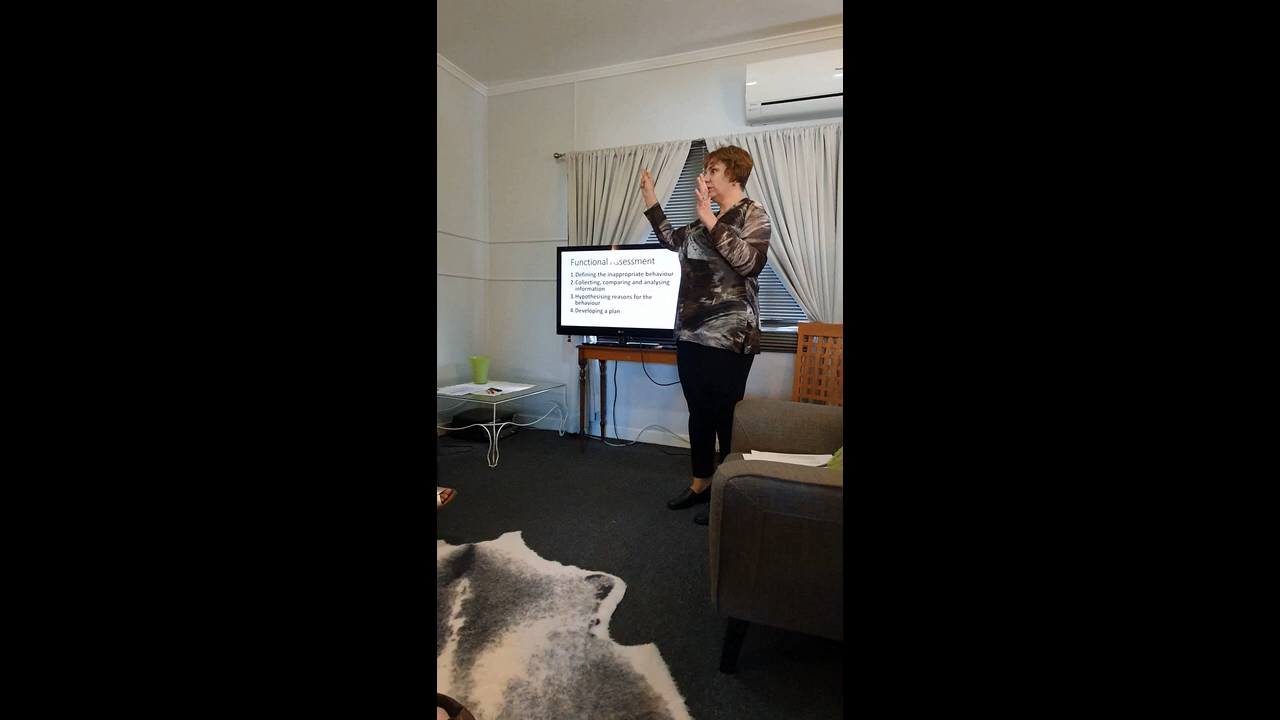 Functional Assessment
1.Defining the inappropriate behaviour
2.Collecting, comparing and analysing
information
3.Hypothesising reasons for the
behaviour
4.Developing a plan
LG